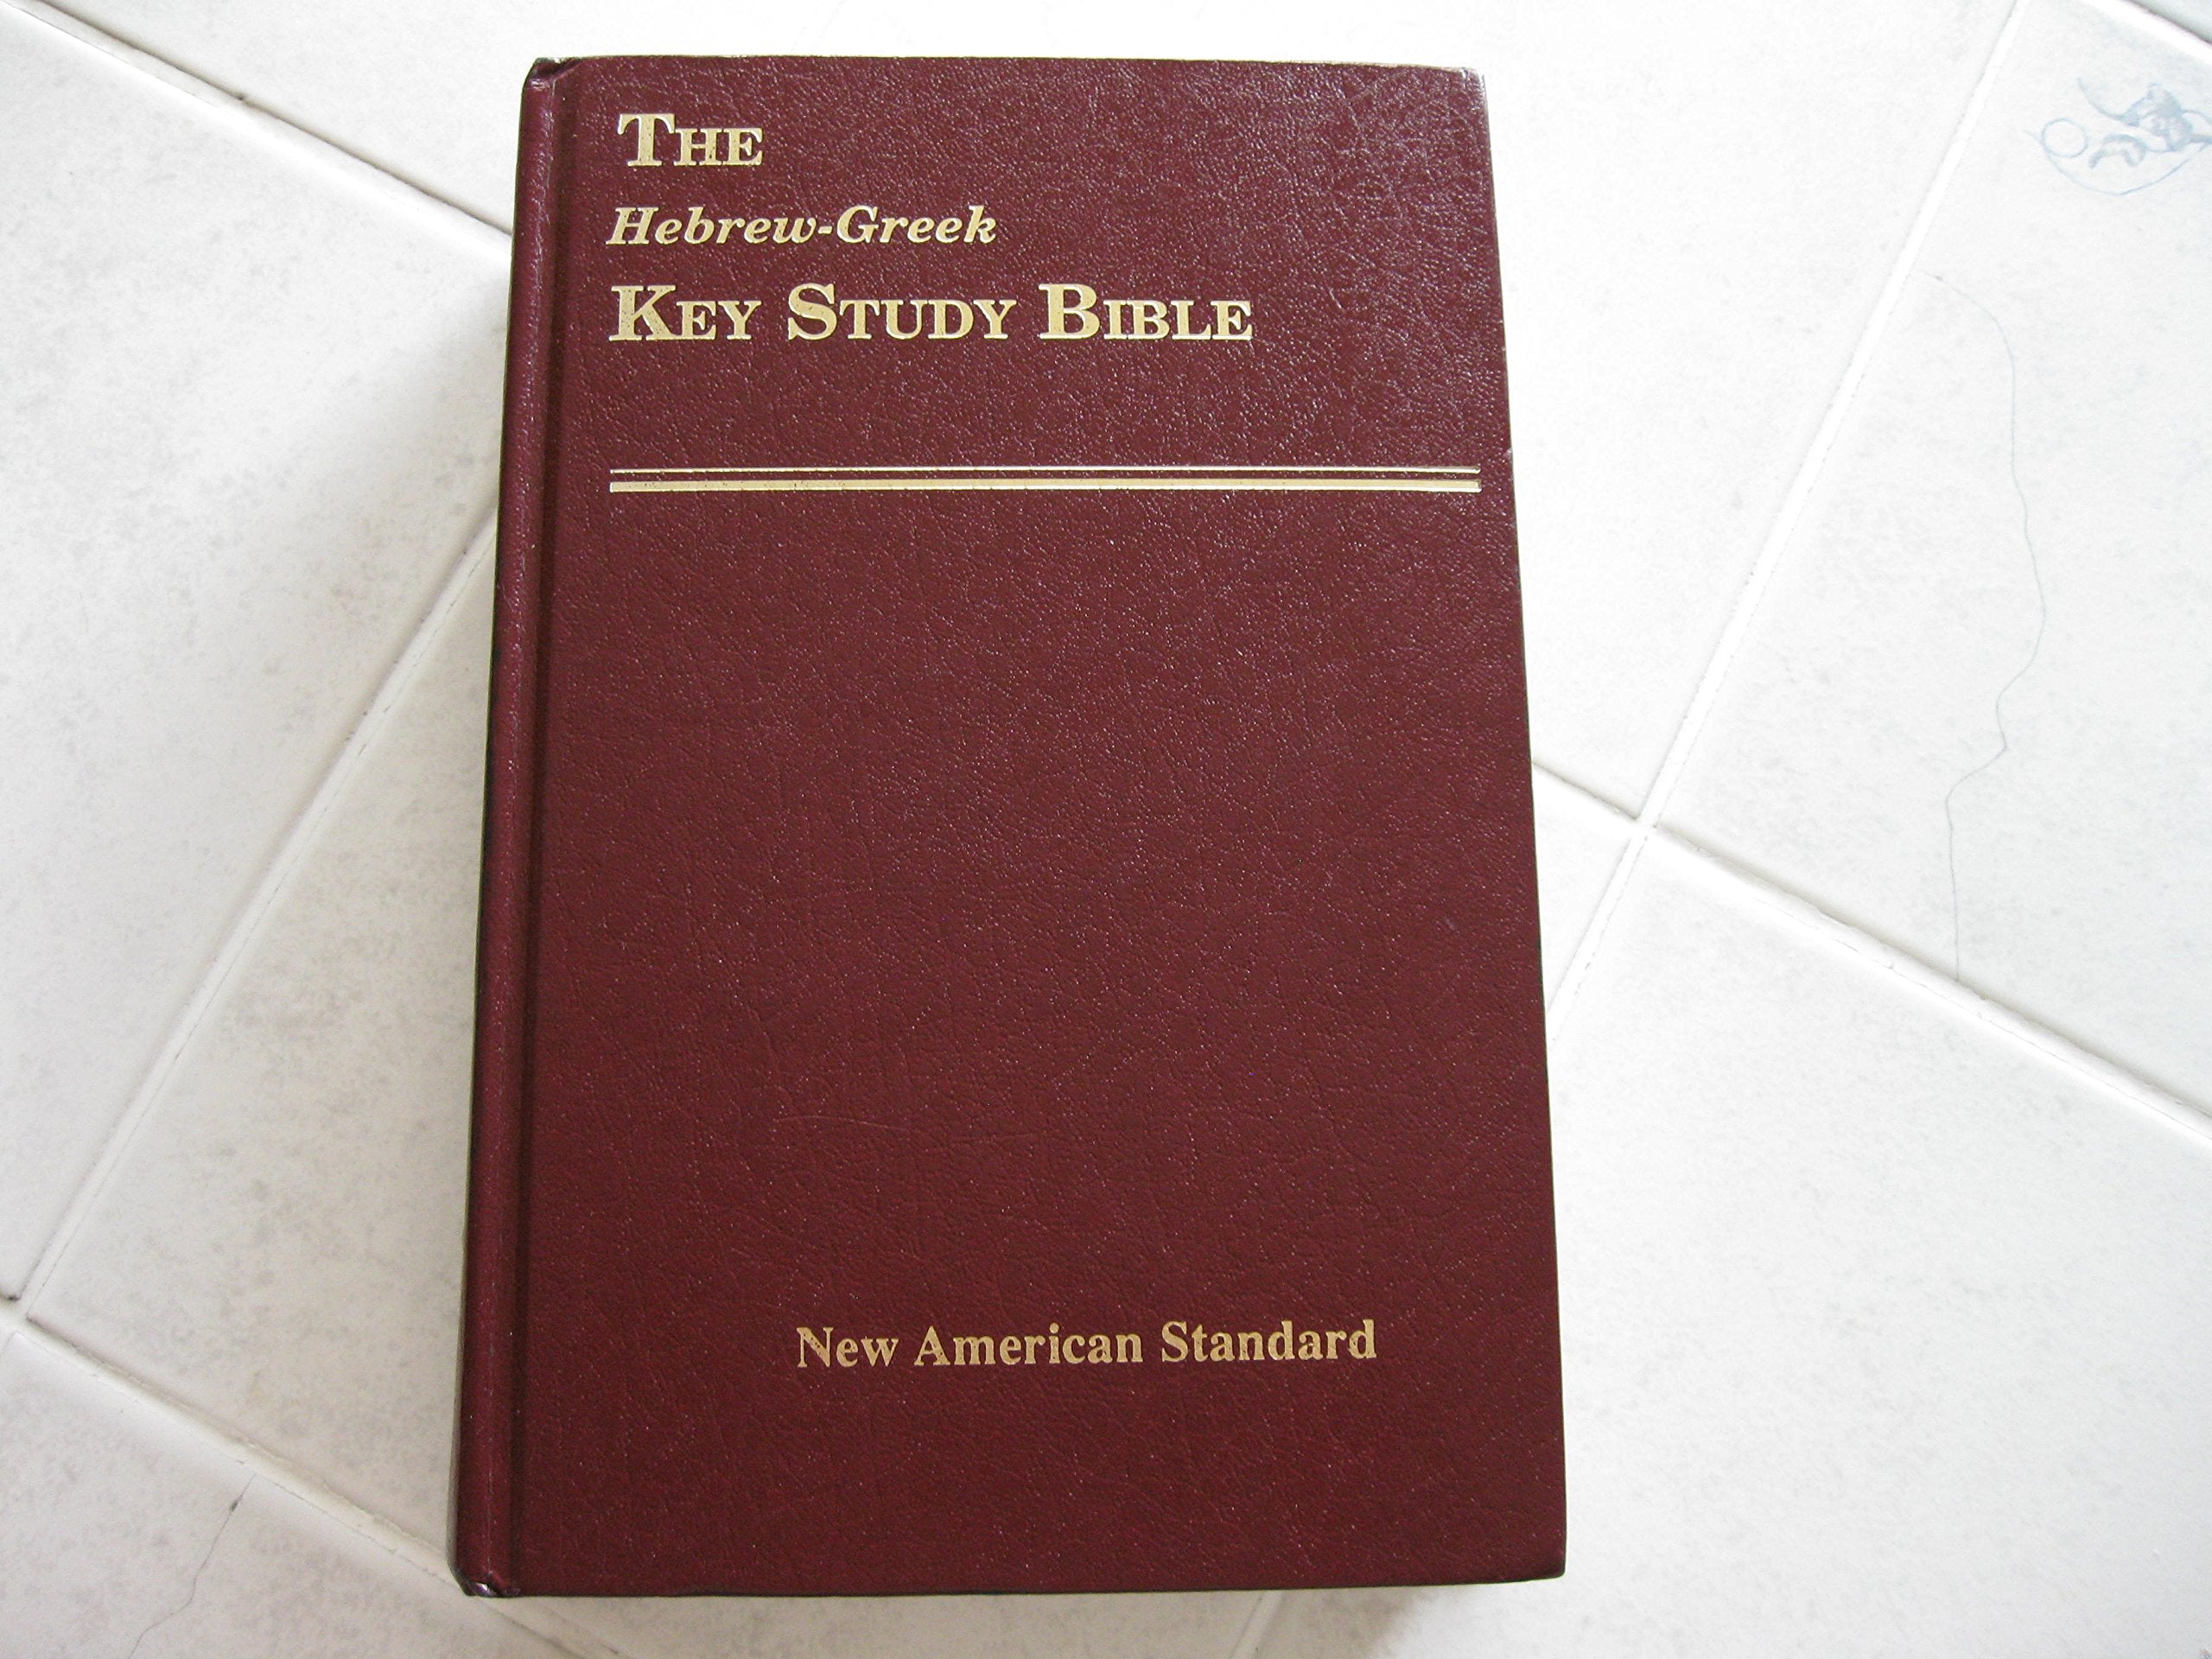 THE
Hebrew-Greek
KEY STUDY BIBLE
New American Standard